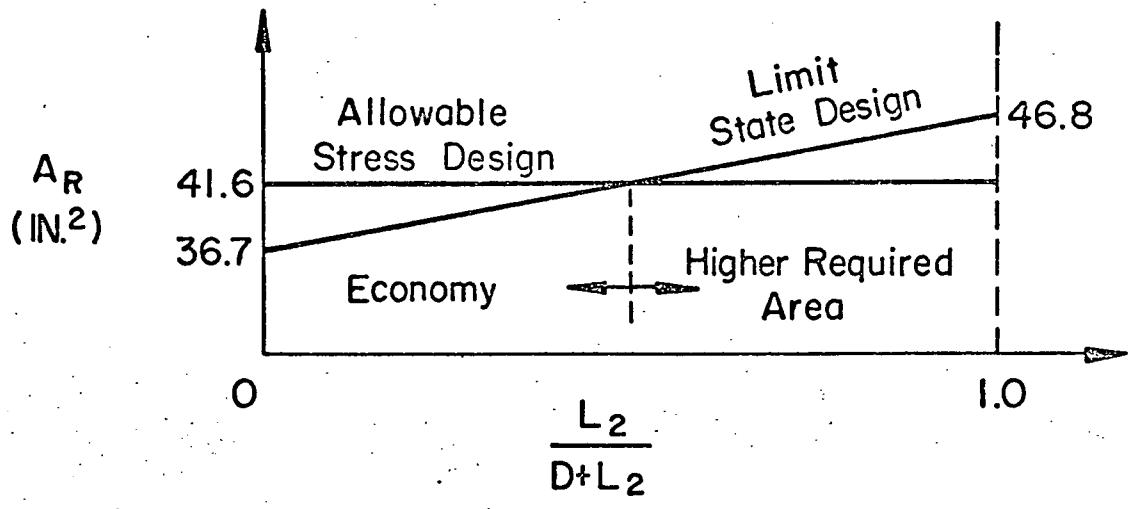 Limit
State Design
Allowable
Stress Design
46.8
A_R
(IN.²)
41.6
36.7
Economy
Higher Required
Area
0
1.0
L₂
D+L₂